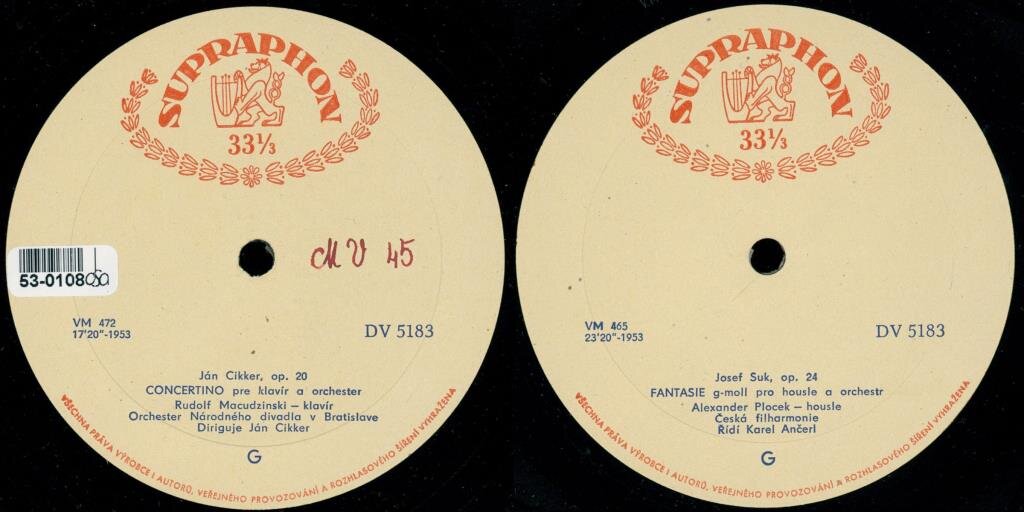 SUPRAPHON
33⅓
MV 45
53-0108
VM 472
17'20"-1953
DV 5183
Ján Cikker, op. 20
CONCERTINO pre klavír a orchester
Rudolf Macudzinski – klavír
Orchester Národného divadla v Bratislave
Diriguje Ján Cikker
G
VŠECHNA PRÁVA VÝROBCE I AUTORŮ, VEŘEJNÉHO PROVOZOVÁNÍ A ROZHLASOVÉHO ŠÍŘENÍ VYHRAŽENA
SUPRAPHON
33⅓
VM 465
23'20"-1953
DV 5183
Josef Suk, op. 24
FANTASIE g-moll pro housle a orchestr
Alexander Plocek – housle
Česká filharmonie
Řídí Karel Ančerl
G
VŠECHNA PRÁVA VÝROBCE I AUTORŮ, VEŘEJNÉHO PROVOZOVÁNÍ A ROZHLASOVÉHO ŠÍŘENÍ VYHRAŽENA